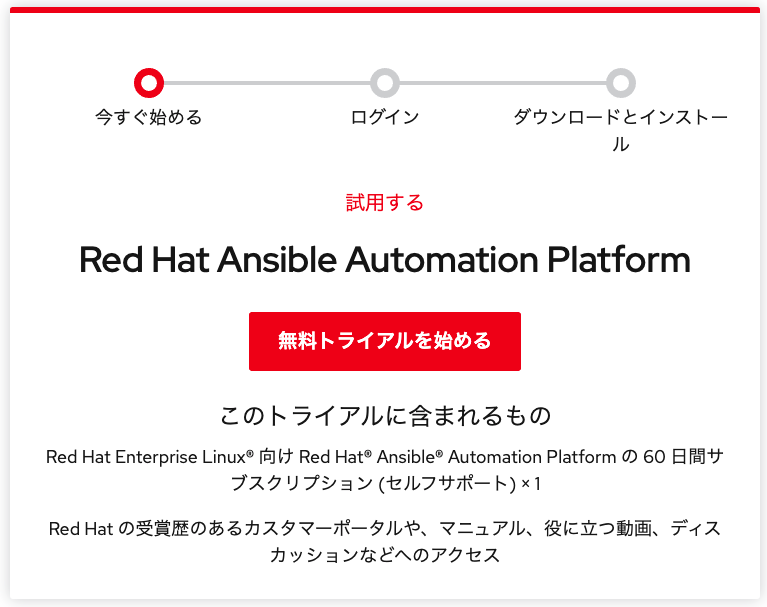 今すぐ始める
ログイン
ダウンロードとインストー
ル
試用する
Red Hat Ansible Automation Platform
無料トライアルを始める
このトライアルに含まれるもの
Red Hat Enterprise Linux® 向け Red Hat® Ansible® Automation Platform の 60 日間サ
ブスクリプション (セルフサポート) × 1
Red Hat の受賞歴のあるカスタマーポータルや、マニュアル、役に立つ動画、ディス
カッションなどへのアクセス